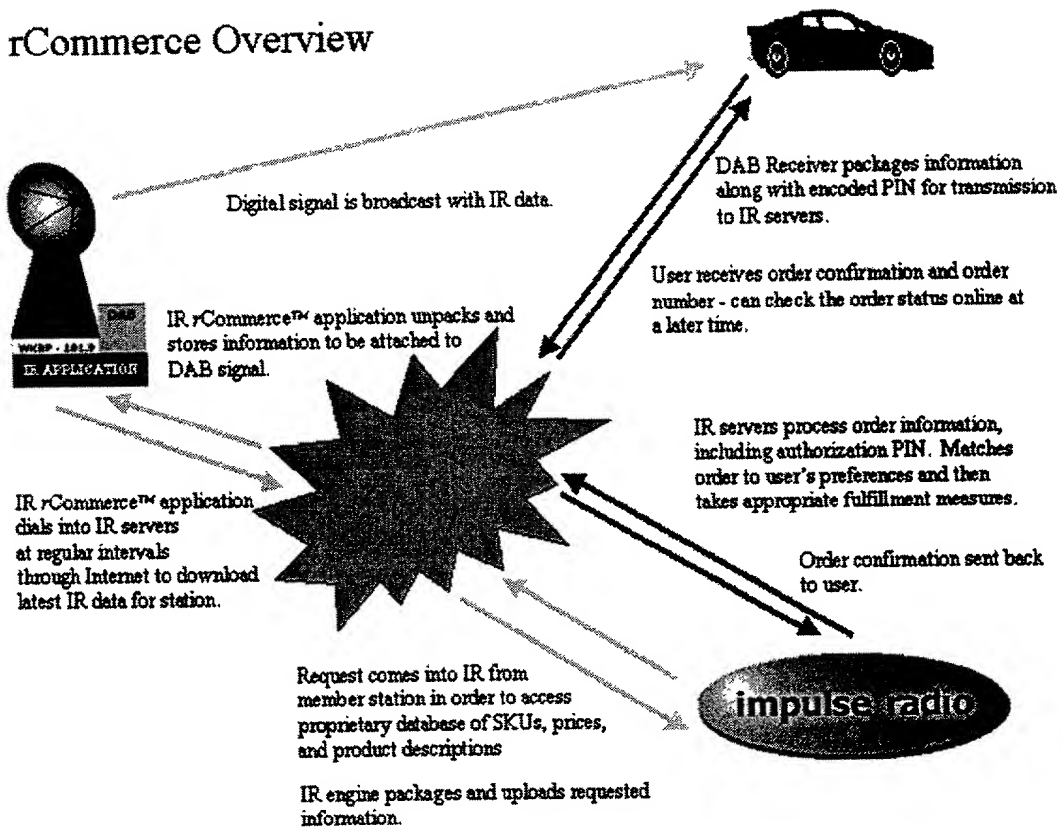 rCommerce Overview
Digital signal is broadcast with IR data.
DAB Receiver packages information
along with encoded PIN for transmission
to IR servers.
User receives order confirmation and order
number - can check the order status online at
a later time.
DAB
WKRP - 101.9
IR APPLICATION
IR rCommerce™ application unpacks and
stores information to be attached to
DAB signal.
IR servers process order information,
including authorization PIN. Matches
order to user's preferences and then
takes appropriate fulfillment measures.
IR rCommerce™ application
dials into IR servers
at regular intervals
through Internet to download
latest IR data for station.
Order confirmation sent back
to user.
Request comes into IR from
member station in order to access
proprietary database of SKUs, prices,
and product descriptions
IR engine packages and uploads requested
information.
impulse radio